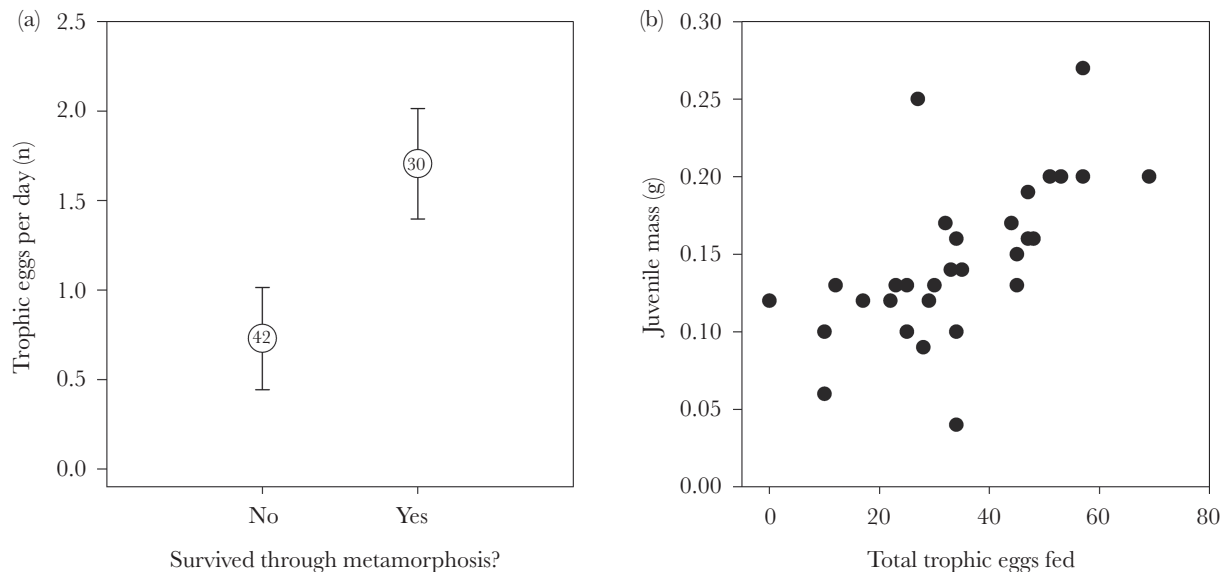 (a)
2.5
2.0
1.5
1.0
0.5
0.0
Trophic eggs per day (n)
42
30
No
Yes
Survived through metamorphosis?
(b)
0.30
0.25
0.20
0.15
0.10
0.05
0.00
Juvenile mass (g)
0
20
40
60
80
Total trophic eggs fed